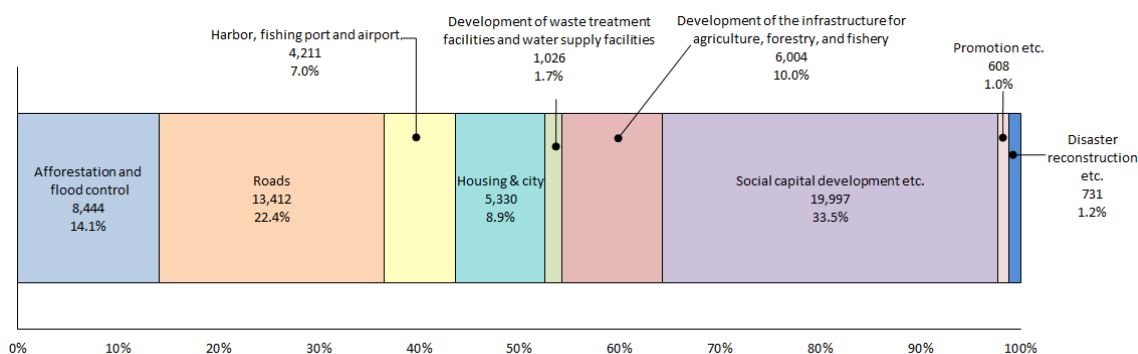 Harbor, fishing port and airport,
4,211
7.0%
Development of waste treatment
facilities and water supply facilities
1,026
1.7%
Development of the infrastructure for
agriculture, forestry, and fishery
6,004
10.0%
Promotion etc.
608
1.0%
Afforestation and
flood control
8,444
14.1%
Roads
13,412
22.4%
Housing & city
5,330
8.9%
Social capital development etc.
19,997
33.5%
Disaster
reconstruction
etc.
731
1.2%
0% 10% 20% 30% 40% 50% 60% 70% 80% 90% 100%